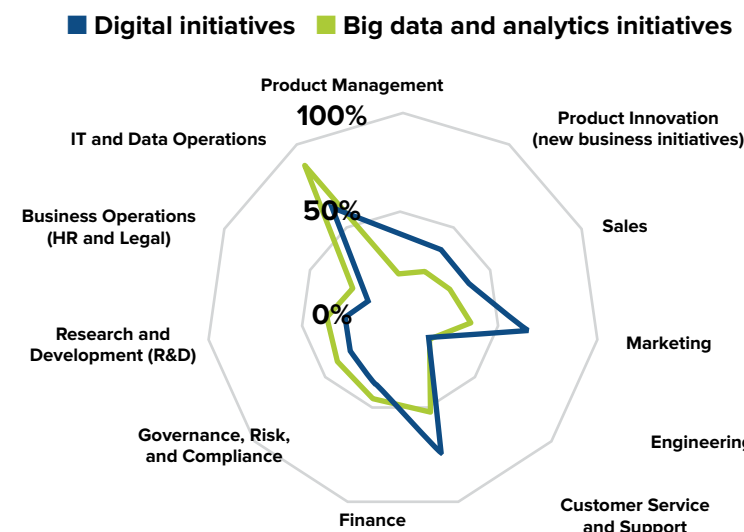 Digital initiatives Big data and analytics initiatives
Product Management
100%
Product Innovation
(new business initiatives)
IT and Data Operations
50%
Business Operations
(HR and Legal)
Sales
0%
Research and
Development (R&D)
Marketing
Governance, Risk,
and Compliance
Engineering
Customer Service
and Support
Finance